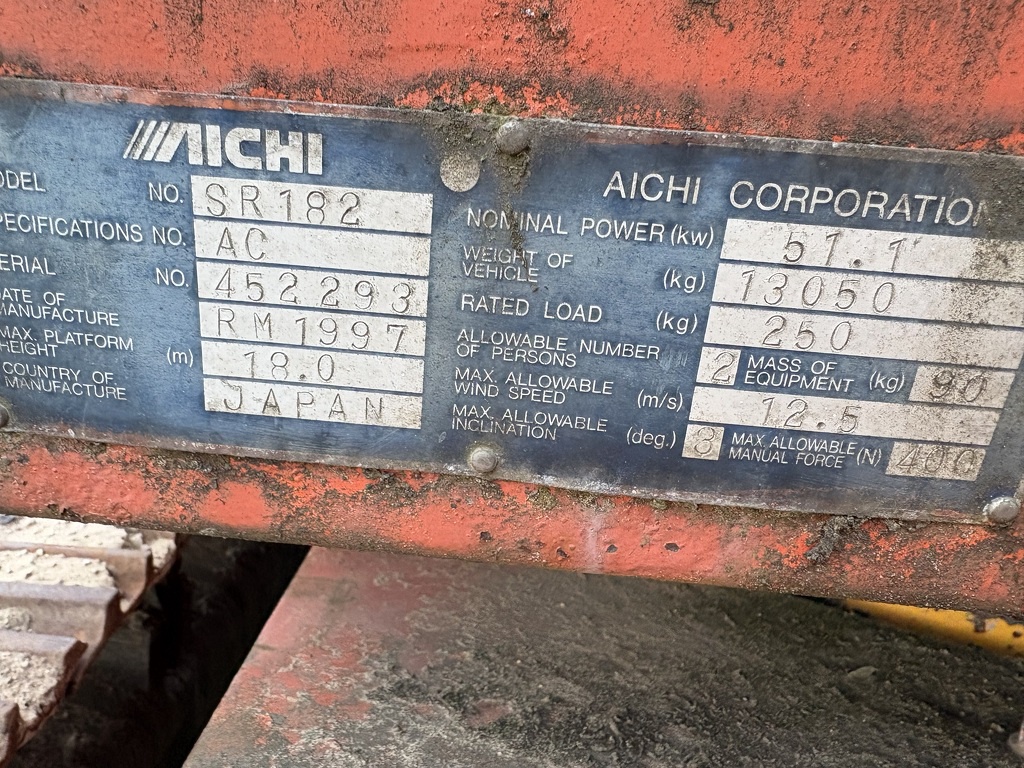 AICHI
ODEL NO. SR182
PECIFICATIONS NO. AC
ERIAL NO. 452293
DATE OF MANUFACTURE RM1997
MAX. PLATFORM HEIGHT (m) 18.0
COUNTRY OF MANUFACTURE JAPAN
AICHI CORPORATION
NOMINAL POWER (kw) 51.1
WEIGHT OF VEHICLE (kg) 13050
RATED LOAD (kg) 250
ALLOWABLE NUMBER OF PERSONS 2 MASS OF EQUIPMENT (kg) 90
MAX. ALLOWABLE WIND SPEED (m/s) 12.5
MAX. ALLOWABLE INCLINATION (deg.) 3 MAX. ALLOWABLE MANUAL FORCE (N) 400